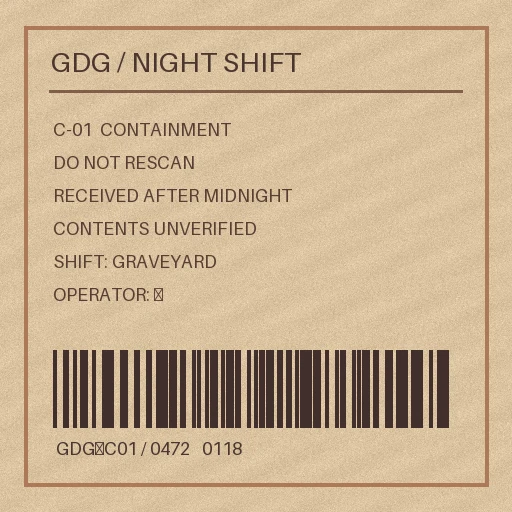 GDG / NIGHT SHIFT
C-01 CONTAINMENT
DO NOT RESCAN
RECEIVED AFTER MIDNIGHT
CONTENTS UNVERIFIED
SHIFT: GRAVEYARD
OPERATOR:
GDG▯C01 / 0472 0118